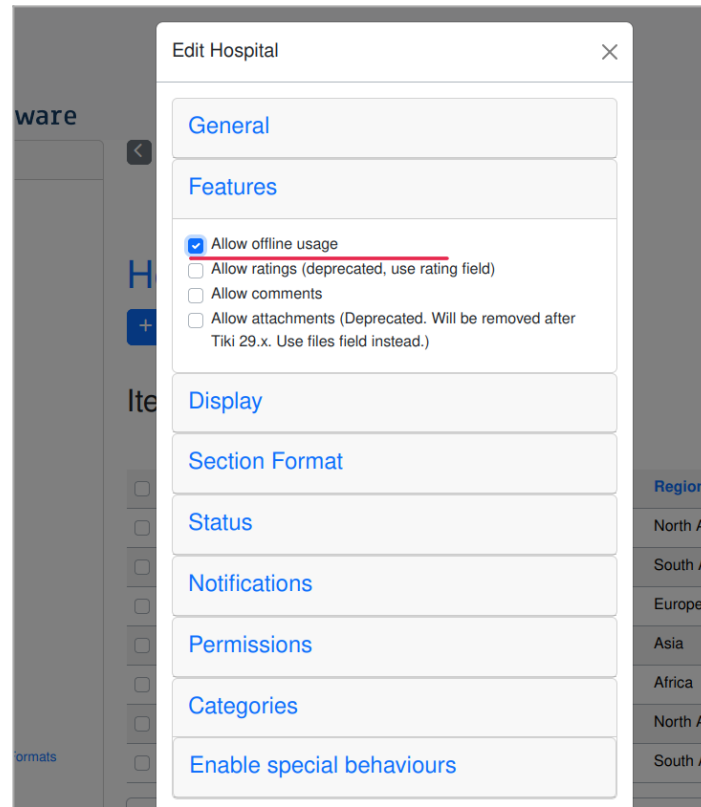 Edit Hospital
ware
General
Features
Allow offline usage
Allow ratings (deprecated, use rating field)
Allow comments
Allow attachments (Deprecated. Will be removed after
Tiki 29.x. Use files field instead.)
Display
Section Format
Status
Notifications
Permissions
Categories
Enable special behaviours
Region
North A
South A
Europe
Asia
Africa
North A
South A
ormats
Ite
H
+